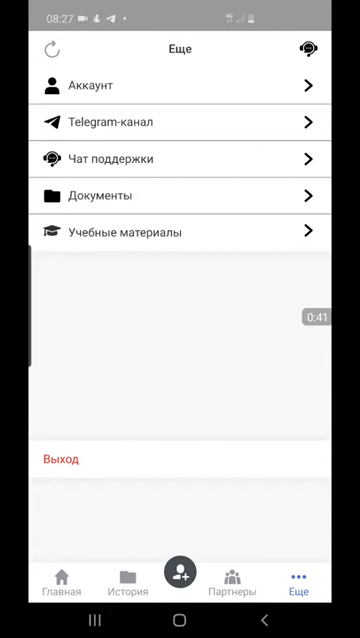 08:27
Еще
Аккаунт
Telegram-канал
Чат поддержки
Документы
Учебные материалы
0:41
Выход
Главная
История
Партнеры
Еще